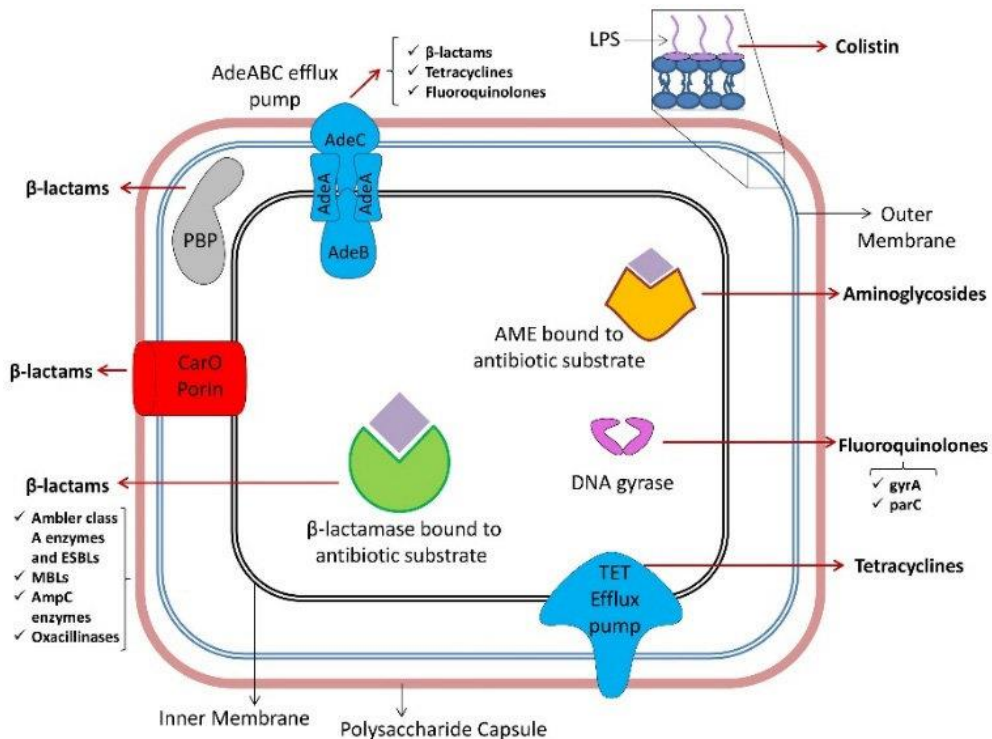 LPS
Colistin
AdeABC efflux
pump
✓ β-lactams
✓ Tetracyclines
✓ Fluoroquinolones
AdeC
AdeA
AdeA
AdeB
β-lactams
PBP
Outer
Membrane
Aminoglycosides
AME bound to
antibiotic substrate
CarO
Porin
β-lactams
Fluoroquinolones
✓ gyrA
✓ parC
DNA gyrase
β-lactams
✓ Ambler class
A enzymes
and ESBLs
✓ MBLs
✓ AmpC
enzymes
✓ Oxacillinases
β-lactamase bound to
antibiotic substrate
TET
Efflux
pump
Tetracyclines
Inner Membrane
Polysaccharide Capsule